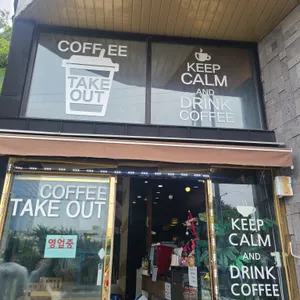 COFFEE
TAKE
OUT
KEEP
CALM
AND
DRINK
COFFEE
COFFEE
TAKE OUT
영업중
KEEP
CALM
AND
DRINK
COFFEE